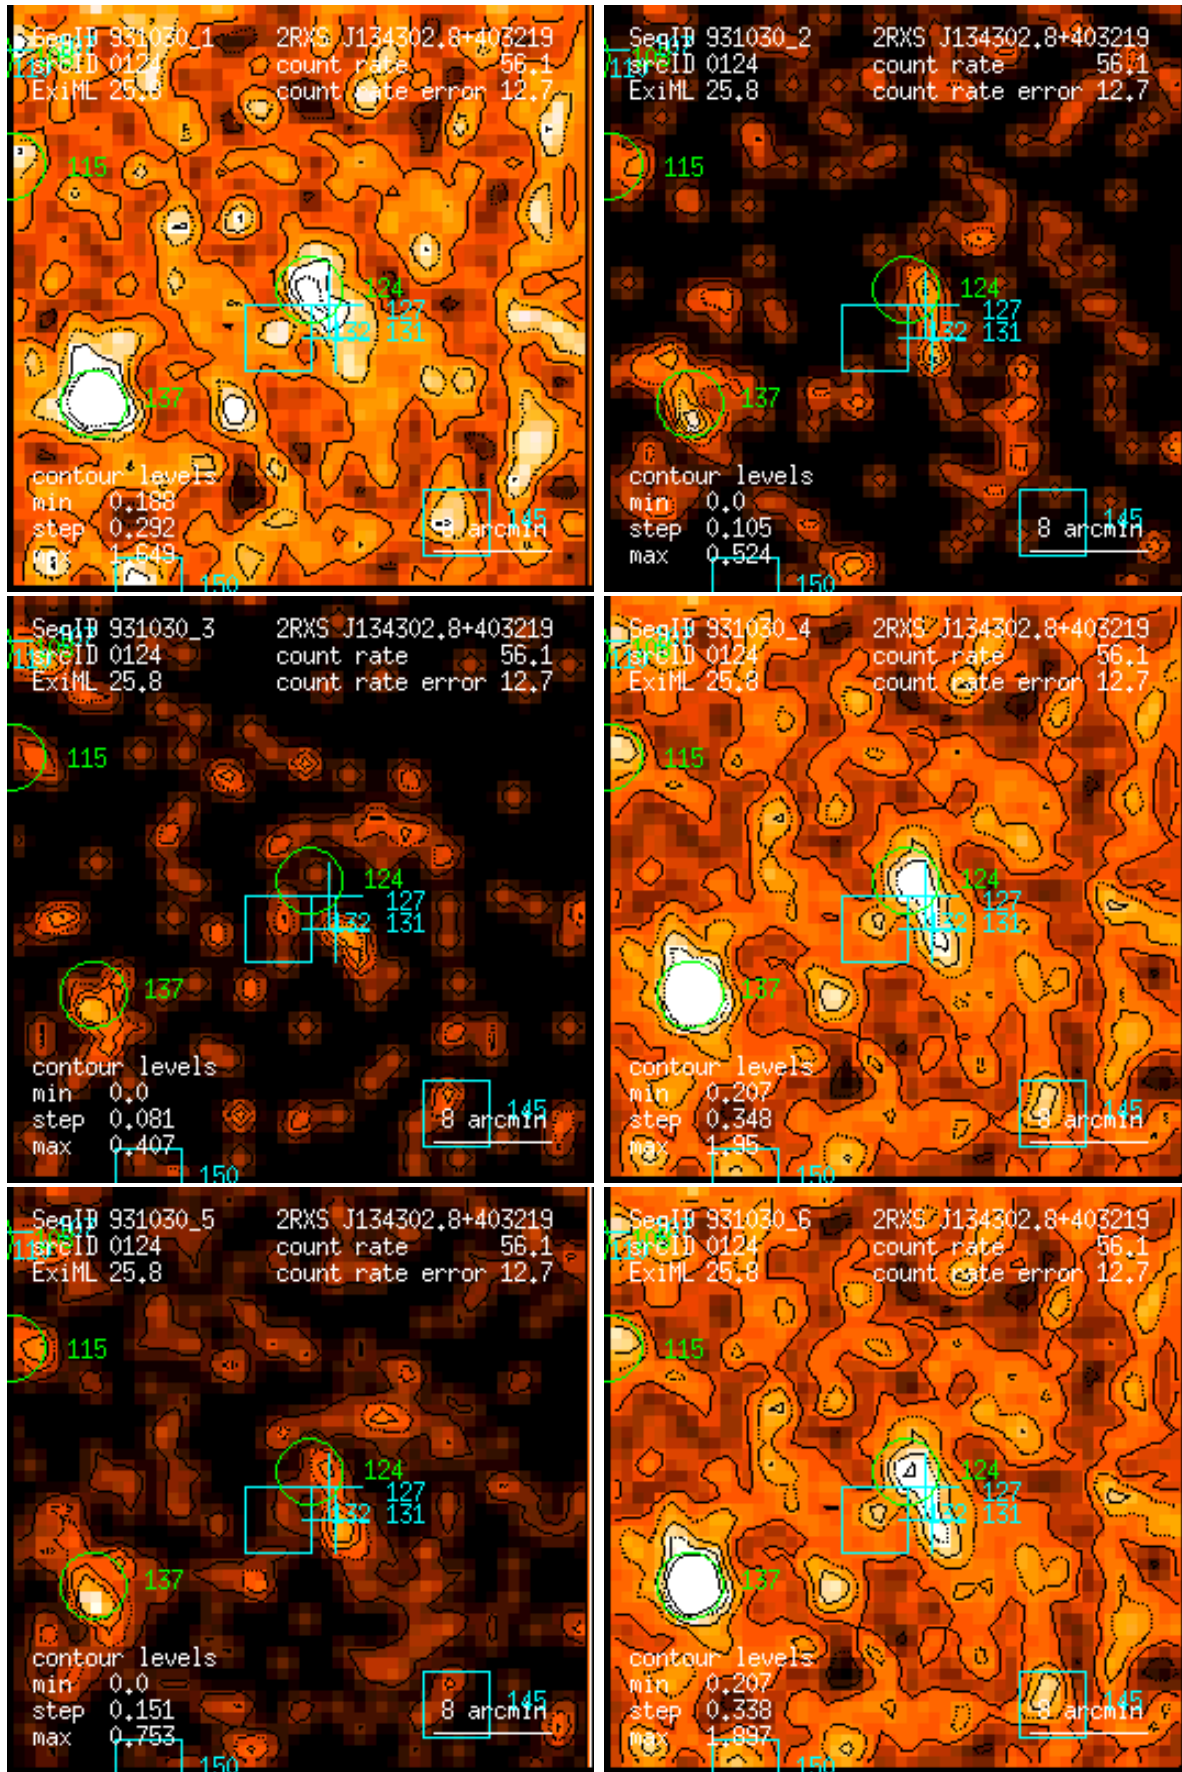 SeqID 931030_1 2RXS J134302.8+403219
srcID 0124 count rate 56.1
ExiML 25.8 count rate error 12.7
115
124
127
132 131
137
contour levels
min 0.188
step 0.292 145
max 1.649 8 arcmin
150
SeqID 931030_2 2RXS J134302.8+403219
srcID 0124 count rate 56.1
ExiML 25.8 count rate error 12.7
115
124
127
132 131
137
contour levels
min 0.0
step 0.105 145
max 0.524 8 arcmin
150
SeqID 931030_3 2RXS J134302.8+403219
srcID 0124 count rate 56.1
ExiML 25.8 count rate error 12.7
115
124
127
132 131
137
contour levels
min 0.0
step 0.081 145
max 0.407 8 arcmin
150
SeqID 931030_4 2RXS J134302.8+403219
srcID 0124 count rate 56.1
ExiML 25.8 count rate error 12.7
115
124
127
132 131
137
contour levels
min 0.207
step 0.348 145
max 1.95 8 arcmin
150
SeqID 931030_5 2RXS J134302.8+403219
srcID 0124 count rate 56.1
ExiML 25.8 count rate error 12.7
115
124
127
132 131
137
contour levels
min 0.0
step 0.151 145
max 0.753 8 arcmin
150
SeqID 931030_6 2RXS J134302.8+403219
srcID 0124 count rate 56.1
ExiML 25.8 count rate error 12.7
115
124
127
132 131
137
contour levels
min 0.207
step 0.338 145
max 1.897 8 arcmin
150